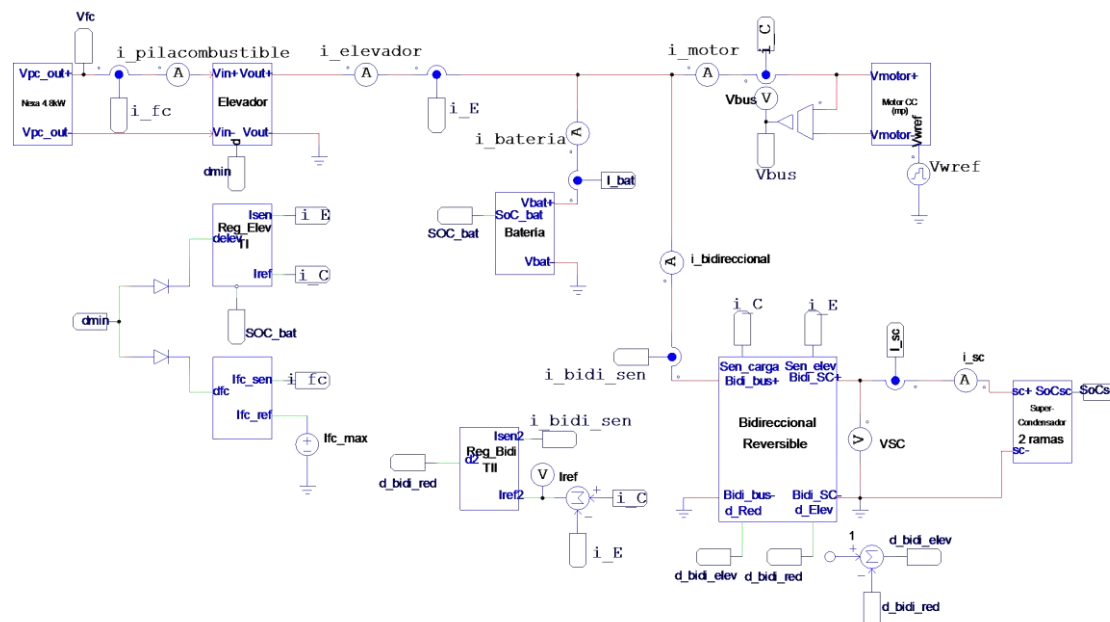 Vfc
i_pilacombustible
i_elevador
i_motor
i_C
Vpc_out+
Nexa 4.8kW
Vpc_out
A
i_fc
Vin+ Vout+
Elevador
Vin- Vout-
d
dmin
A
i_E
A
Vbus
V
Vbus
Vmotor+
Motor CC
(mp)
Vmotor-
Vwref
Vwref
i_bateria
A
I_bat
Vbat+
SoC_bat
Batería
Vbat-
SOC_bat
Isen
i_E
Reg_Elev
TI
delev
Iref
i_C
SOC_bat
dmin
Ifc_sen
i_fc
dfc
Ifc_ref
Ifc_max
A
i_bidireccional
i_C
i_E
i_bidi_sen
Sen_carga Sen_elev
Bidi_bus+ Bidi_SC+
Bidireccional
Reversible
Bidi_bus- Bidi_SC-
d_Red d_Elev
I_sc
i_sc
A
V
VSC
sc+ SoCsc
Super-
Condensador
2 ramas
sc-
SoCs
i_bidi_sen
Isen2
Reg_Bidi
TII
d2
Iref2
d_bidi_red
V
Iref
Σ
+
-
i_C
i_E
d_bidi_elev
d_bidi_red
1
+
Σ
-
d_bidi_elev
d_bidi_red